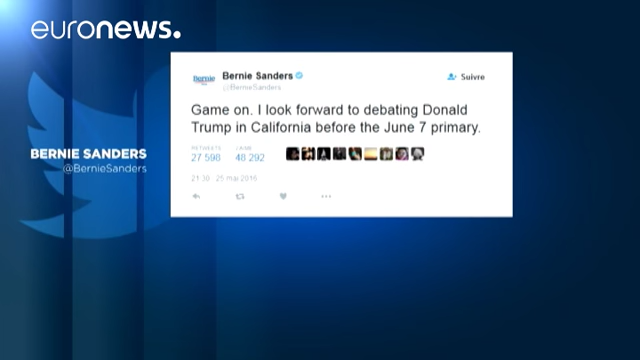 euronews.
Bernie Sanders
@BernieSanders
Suivre
Game on. I look forward to debating Donald
Trump in California before the June 7 primary.
RETWEETS J'AIME
27 598 48 292
21:30 - 25 mai 2016
BERNIE SANDERS
@BernieSanders